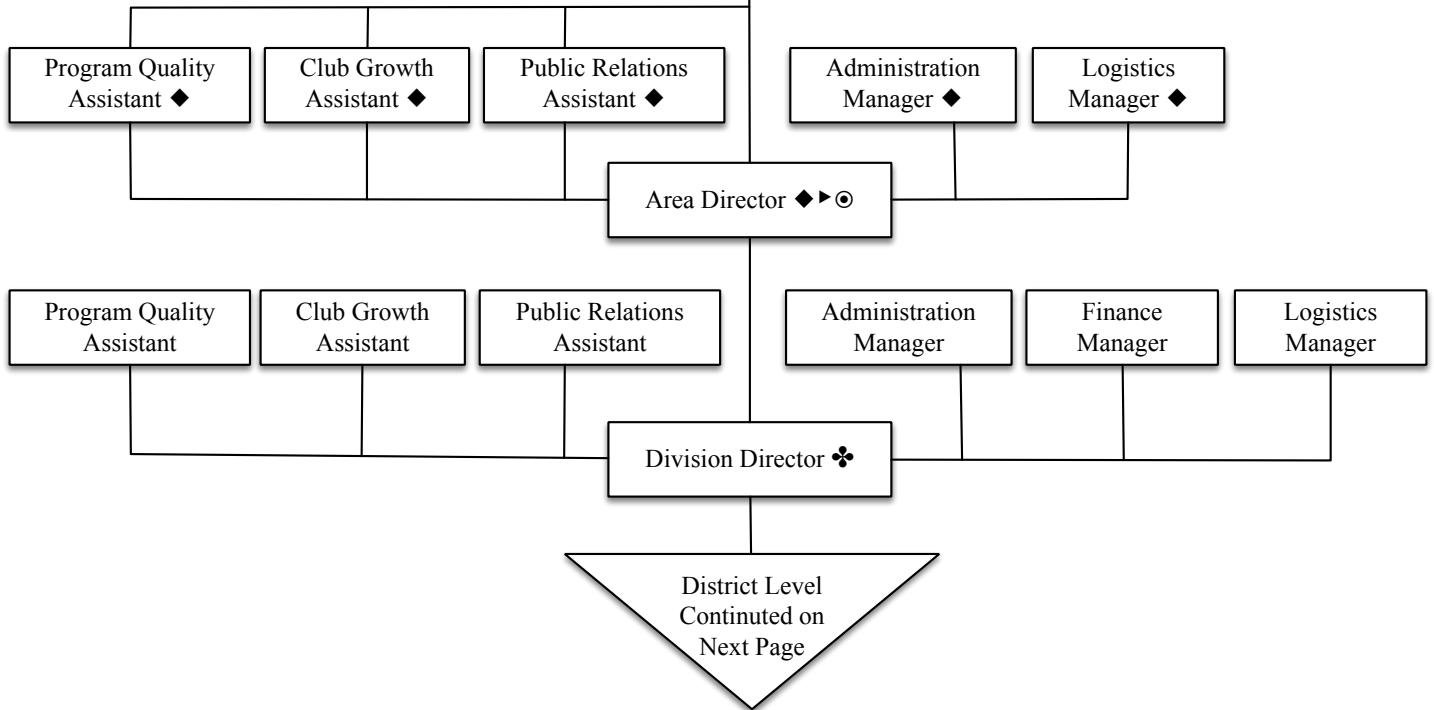 Program Quality
Assistant ◆
Club Growth
Assistant ◆
Public Relations
Assistant ◆
Administration
Manager ◆
Logistics
Manager ◆
Area Director ◆►⦿
Program Quality
Assistant
Club Growth
Assistant
Public Relations
Assistant
Administration
Manager
Finance
Manager
Logistics
Manager
Division Director ✤
District Level
Continuted on
Next Page